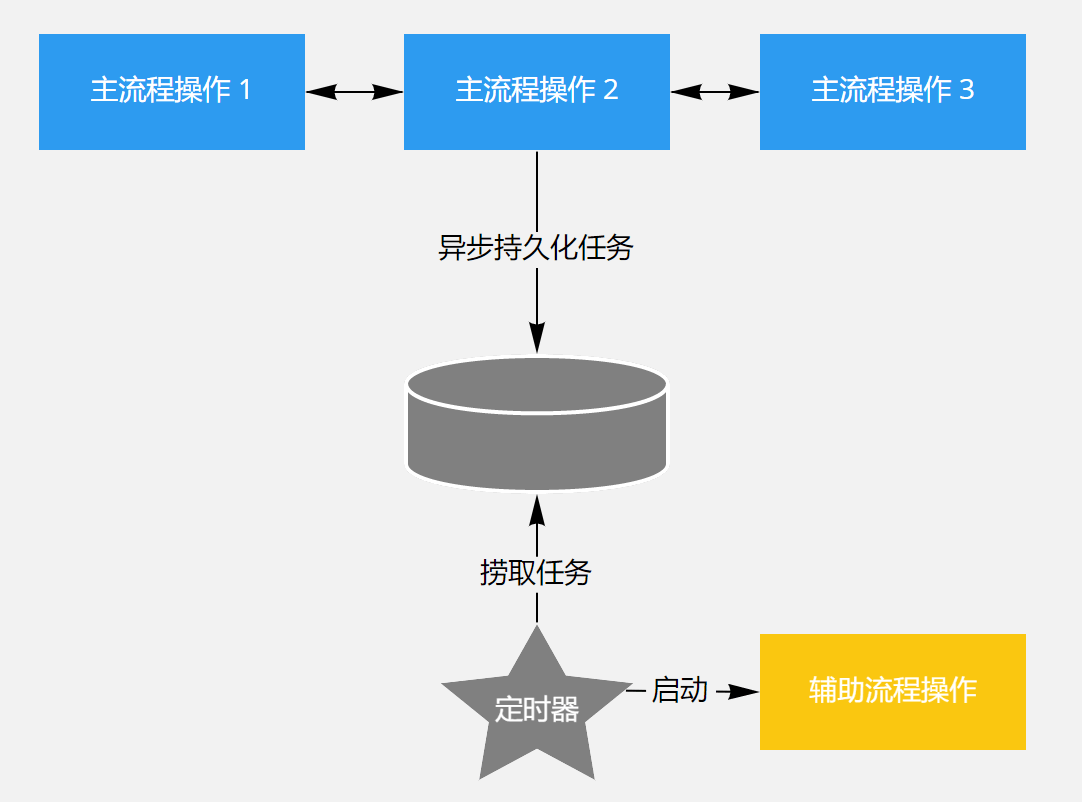 主流程操作 1
主流程操作 2
主流程操作 3
异步持久化任务
捞取任务
定时器
启动
辅助流程操作